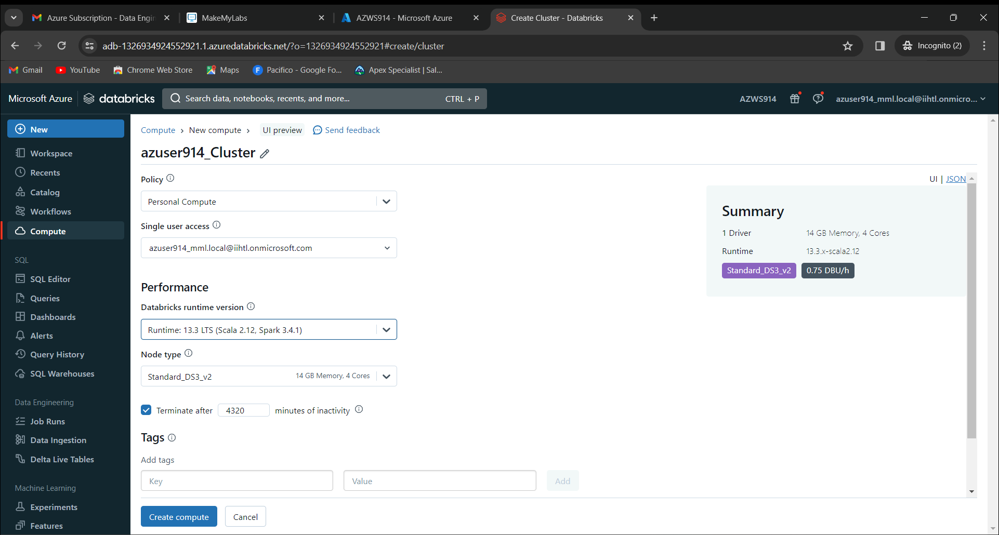 Azure Subscription - Data Engin
MakeMyLabs
AZWS914 - Microsoft Azure
Create Cluster - Databricks
adb-1326934924552921.1.azuredatabricks.net/?o=1326934924552921#create/cluster
Incognito (2)
Gmail
YouTube
Chrome Web Store
Maps
Pacifico - Google Fo...
Apex Specialist | Sal...
Microsoft Azure
databricks
Search data, notebooks, recents, and more...
CTRL + P
AZWS914
azuser914_mml.local@iihtl.onmicro...
New
Workspace
Recents
Catalog
Workflows
Compute
SQL
SQL Editor
Queries
Dashboards
Alerts
Query History
SQL Warehouses
Data Engineering
Job Runs
Data Ingestion
Delta Live Tables
Machine Learning
Experiments
Features
Compute > New compute > UI preview Send feedback
azuser914_Cluster
Policy
Personal Compute
Single user access
azuser914_mml.local@iihtl.onmicrosoft.com
Performance
Databricks runtime version
Runtime: 13.3 LTS (Scala 2.12, Spark 3.4.1)
Node type
Standard_DS3_v2 14 GB Memory, 4 Cores
Terminate after 4320 minutes of inactivity
Tags
Add tags
Key
Value
Add
Create compute
Cancel
UI | JSON
Summary
1 Driver 14 GB Memory, 4 Cores
Runtime 13.3.x-scala2.12
Standard_DS3_v2 0.75 DBU/h